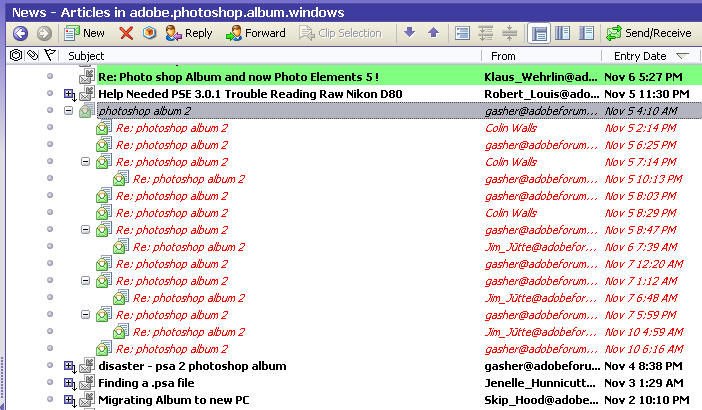 News - Articles in adobe.photoshop.album.windows
New Reply Forward Clip Selection Send/Receive
Subject From Entry Date
Re: Photo shop Album and now Photo Elements 5 ! Klaus_Wehrlin@ad... Nov 6 5:27 PM
Help Needed PSE 3.0.1 Trouble Reading Raw Nikon D80 Robert_Louis@ado... Nov 5 11:30 PM
photoshop album 2 gasher@adobeforum... Nov 5 4:10 AM
Re: photoshop album 2 Colin Walls Nov 5 2:14 PM
Re: photoshop album 2 gasher@adobeforum... Nov 5 6:25 PM
Re: photoshop album 2 Colin Walls Nov 5 7:14 PM
Re: photoshop album 2 gasher@adobeforum... Nov 5 10:13 PM
Re: photoshop album 2 gasher@adobeforum... Nov 5 8:03 PM
Re: photoshop album 2 Colin Walls Nov 5 8:29 PM
Re: photoshop album 2 gasher@adobeforum... Nov 5 8:47 PM
Re: photoshop album 2 Jim_Jütte@adobefor... Nov 6 7:39 AM
Re: photoshop album 2 gasher@adobeforum... Nov 7 12:20 AM
Re: photoshop album 2 gasher@adobeforum... Nov 7 1:12 AM
Re: photoshop album 2 Jim_Jütte@adobefor... Nov 7 6:48 AM
Re: photoshop album 2 gasher@adobeforum... Nov 7 5:59 PM
Re: photoshop album 2 Jim_Jütte@adobefor... Nov 10 4:59 AM
Re: photoshop album 2 gasher@adobeforum... Nov 10 6:16 AM
disaster - psa 2 photoshop album gasher@adobeforu... Nov 4 8:38 PM
Finding a .psa file Jenelle_Hunnicutt... Nov 3 1:29 AM
Migrating Album to new PC Skip_Hood@adobe... Nov 2 10:10 PM